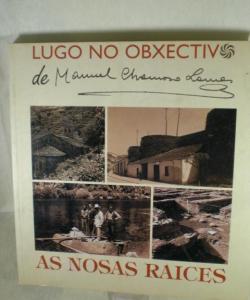 LUGO NO OBXECTIVO
de Manuel Chamoso Lamas
AS NOSAS RAICES